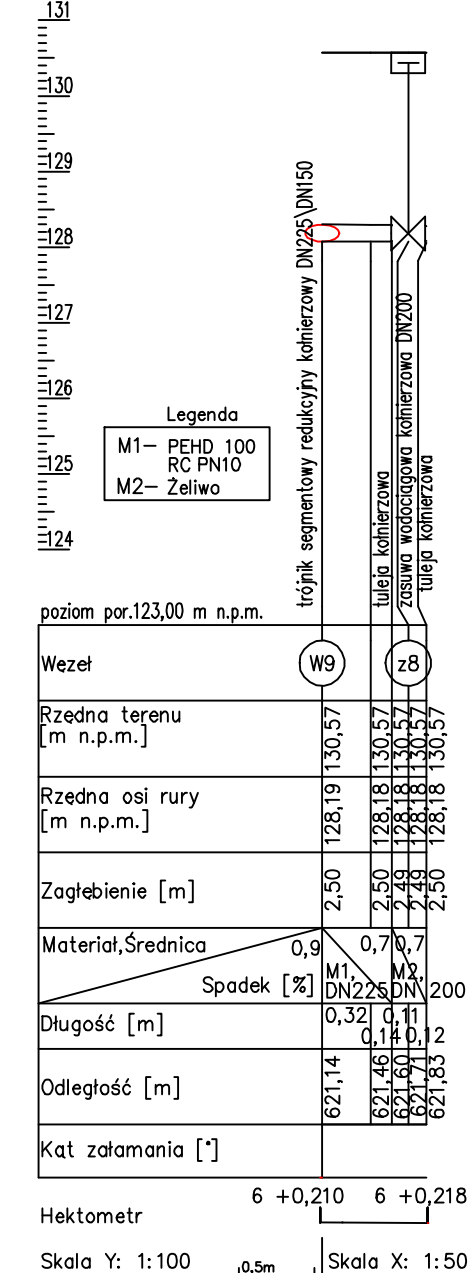 131
130
129
128
127
126
125
124
trójnik segmentowy redukcyjny kołnierzowy DN225\DN150
tuleja kołnierzowa
zasuwa wodociągowa kołnierzowa DN200
tuleja kołnierzowa
Legenda
M1– PEHD 100
RC PN10
M2– Żeliwo
poziom por.123,00 m n.p.m.
Węzeł W9 z8
Rzędna terenu
[m n.p.m.]
130,57 130,57 130,57 130,57 130,57
Rzędna osi rury
[m n.p.m.]
128,19 128,18 128,18 128,18 128,18
Zagłębienie [m] 2,50 2,50 2,49 2,49 2,50
Materiał,Średnica 0,9 0,7 0,7
Spadek [%] M1, DN225 M2, DN 200
Długość [m] 0,32 0,14 0,11 0,12
Odległość [m] 621,14 621,46 621,60 621,71 621,83
Kąt załamania [°]
6 +0,210 6 +0,218
Hektometr
Skala Y: 1:100 0.5m Skala X: 1:50